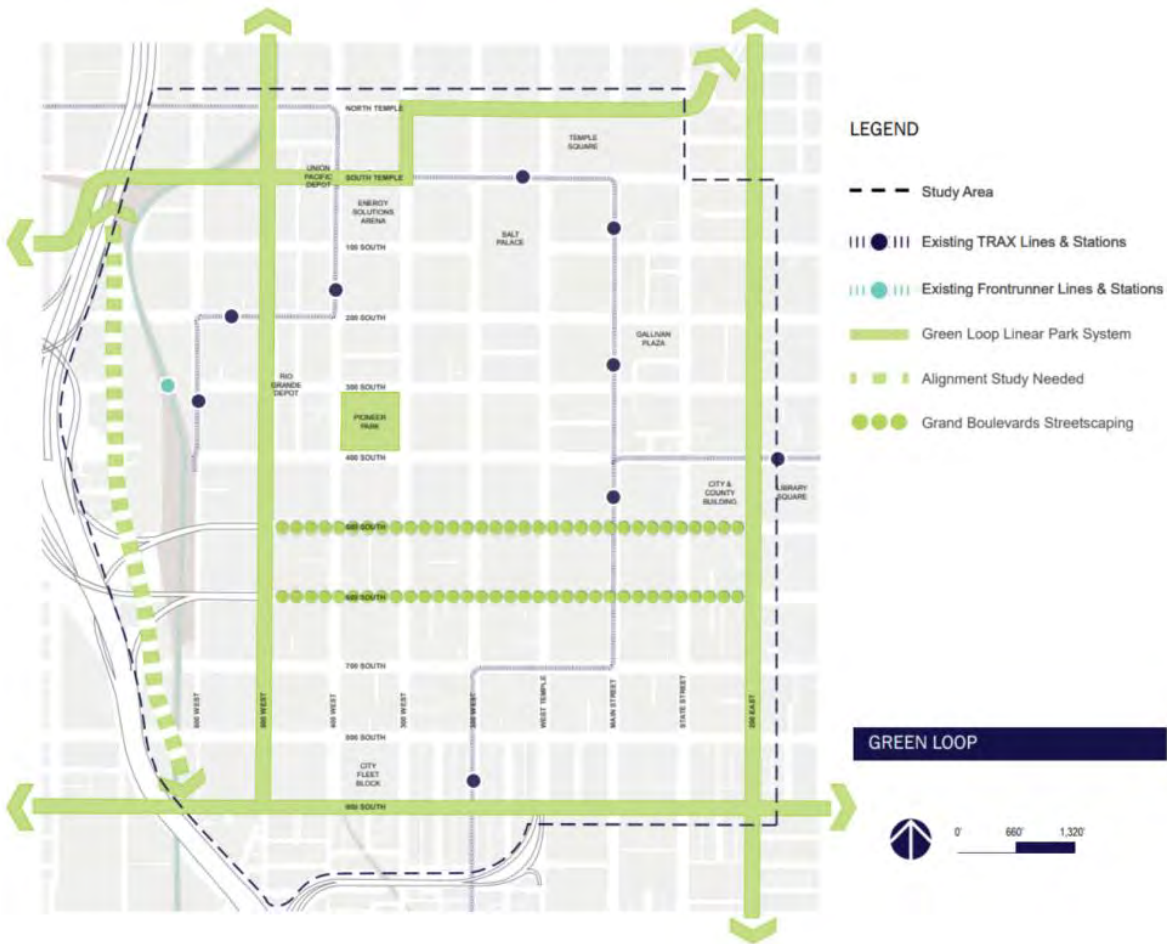 NORTH TEMPLE
TEMPLE
SQUARE
UNION
PACIFIC
DEPOT
SOUTH TEMPLE
ENERGY
SOLUTIONS
ARENA
SALT
PALACE
100 SOUTH
200 SOUTH
GALLIVAN
PLAZA
RIO
GRANDE
DEPOT
300 SOUTH
PIONEER
PARK
400 SOUTH
CITY &
COUNTY
BUILDING
LIBRARY
SQUARE
500 SOUTH
600 SOUTH
700 SOUTH
600 WEST
500 WEST
400 WEST
300 WEST
200 WEST
WEST TEMPLE
MAIN STREET
STATE STREET
200 EAST
800 SOUTH
CITY
FLEET
BLOCK
900 SOUTH
LEGEND
Study Area
Existing TRAX Lines & Stations
Existing Frontrunner Lines & Stations
Green Loop Linear Park System
Alignment Study Needed
Grand Boulevards Streetscaping
GREEN LOOP
0' 660' 1,320'